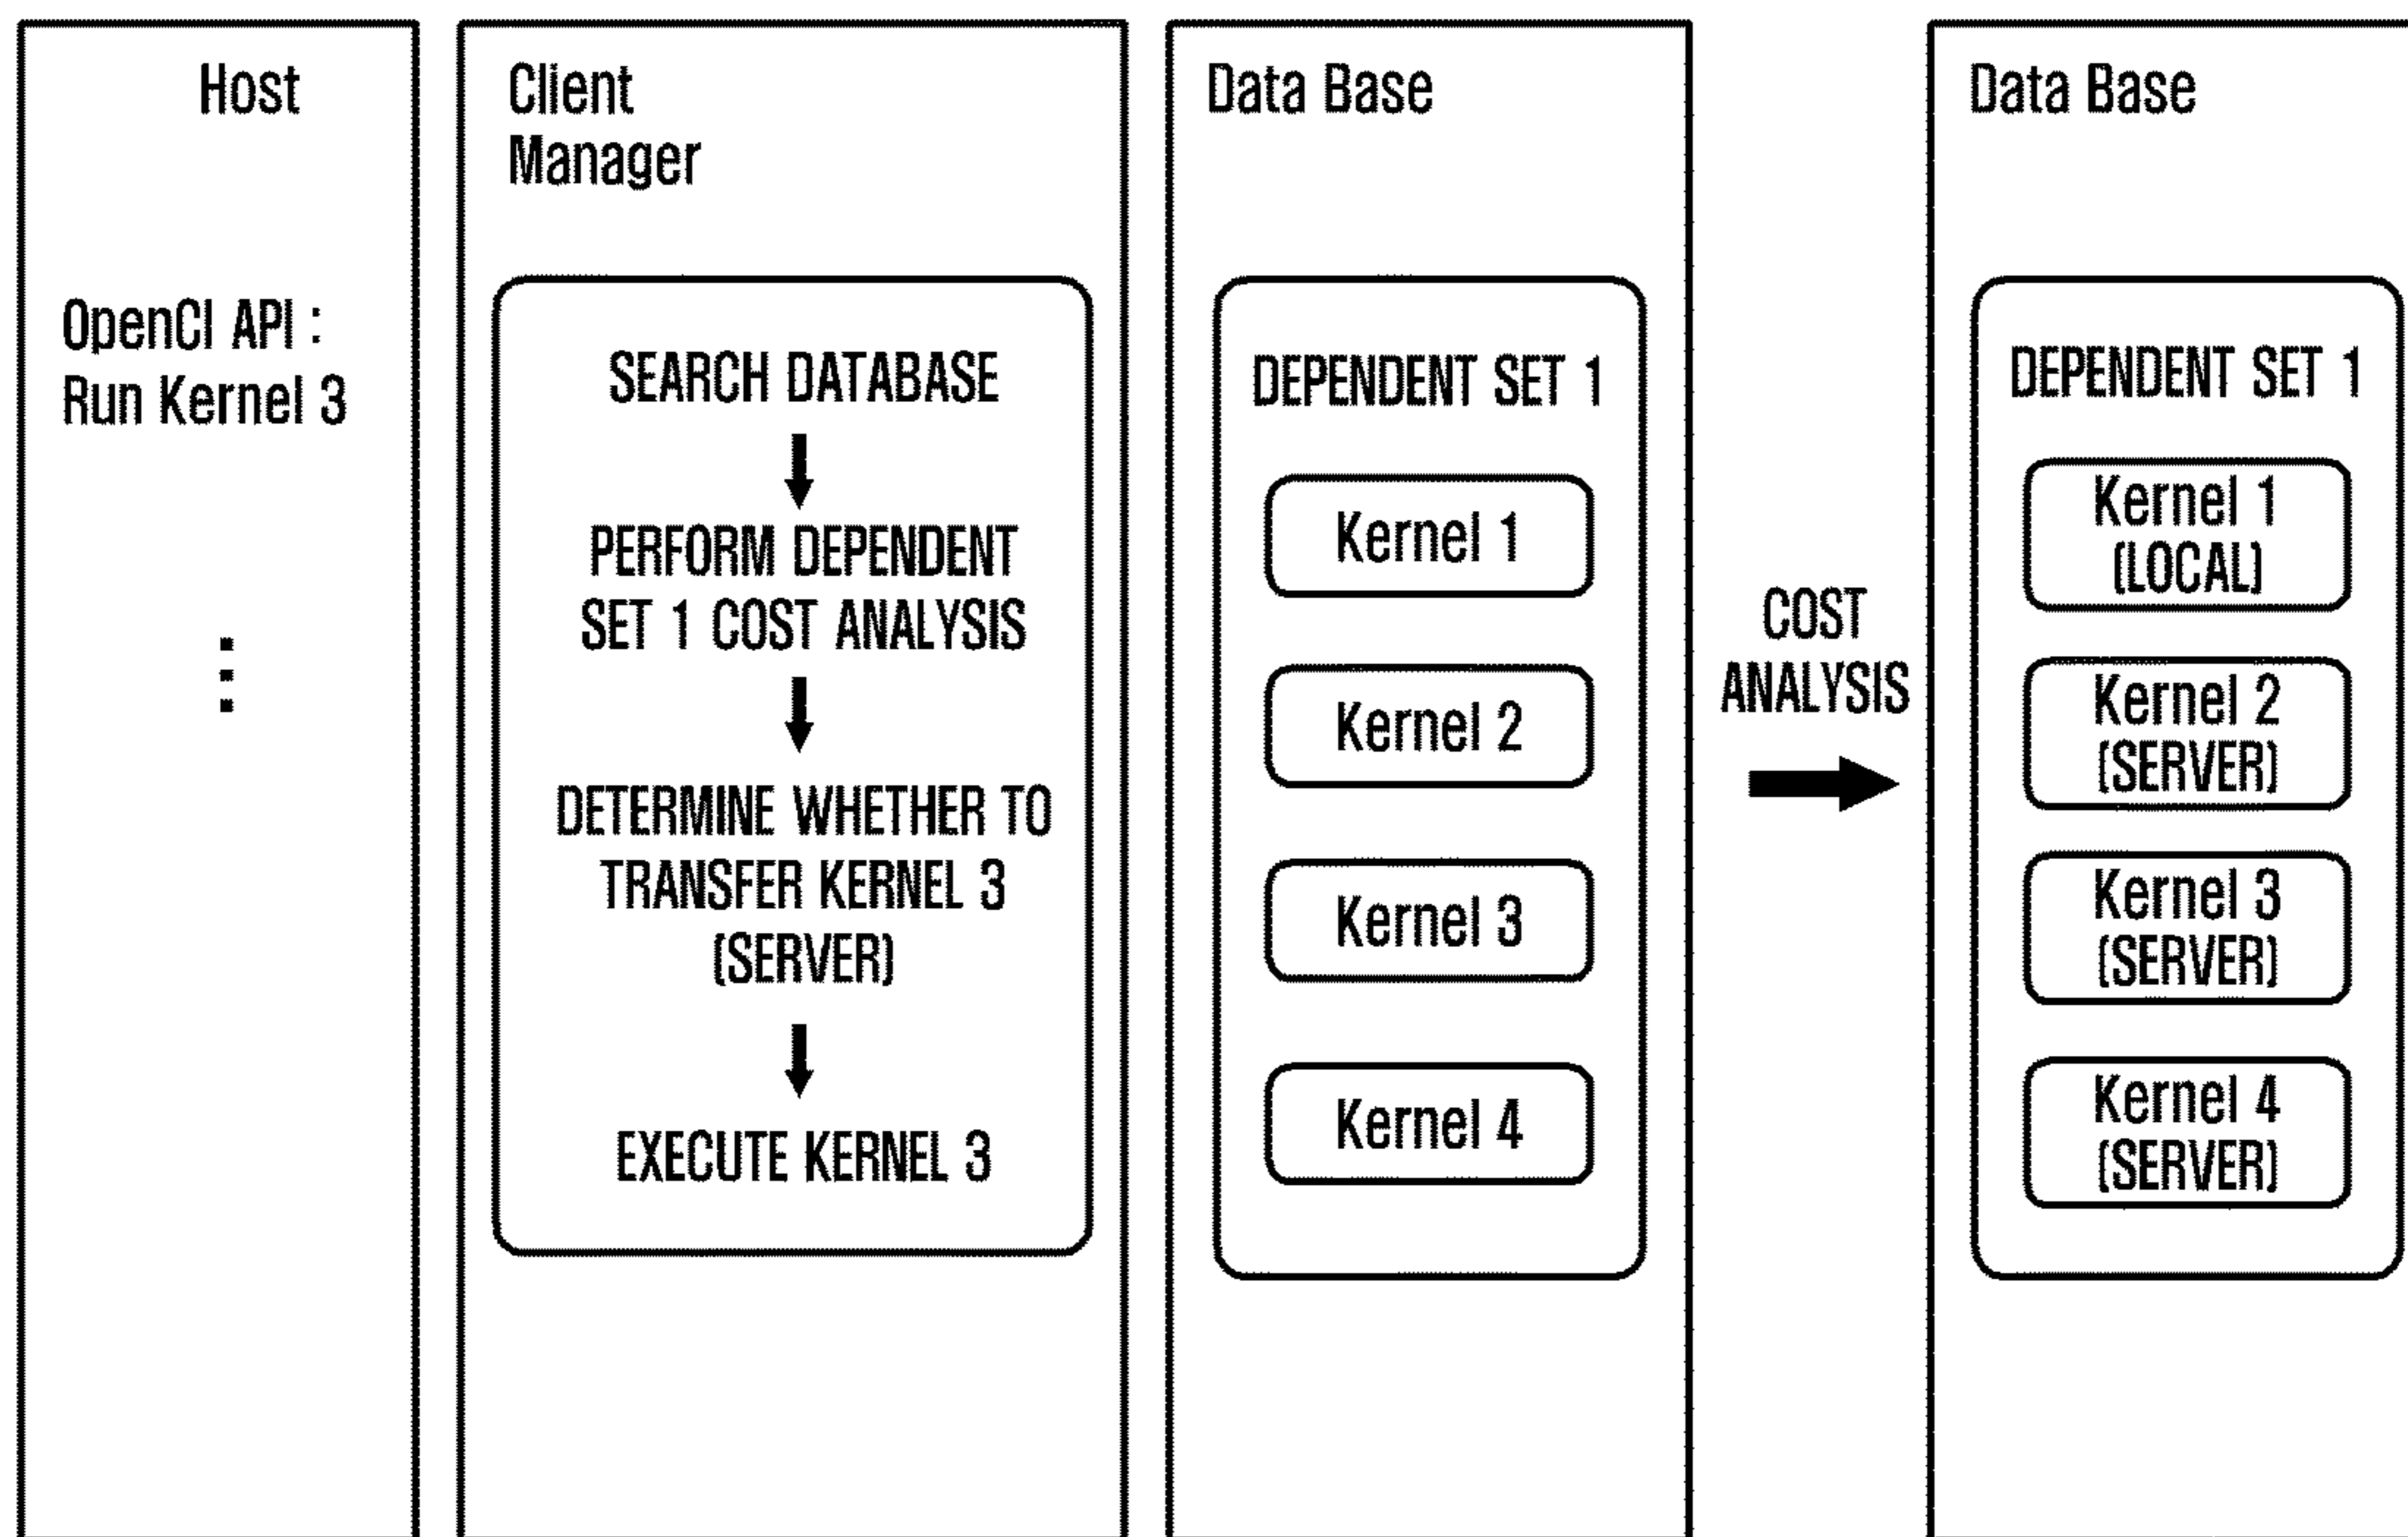 Host
OpenCl API :
Run Kernel 3
Client
Manager
SEARCH DATABASE
PERFORM DEPENDENT
SET 1 COST ANALYSIS
DETERMINE WHETHER TO
TRANSFER KERNEL 3
(SERVER)
EXECUTE KERNEL 3
Data Base
DEPENDENT SET 1
Kernel 1
Kernel 2
Kernel 3
Kernel 4
COST
ANALYSIS
Data Base
DEPENDENT SET 1
Kernel 1
(LOCAL)
Kernel 2
(SERVER)
Kernel 3
(SERVER)
Kernel 4
(SERVER)